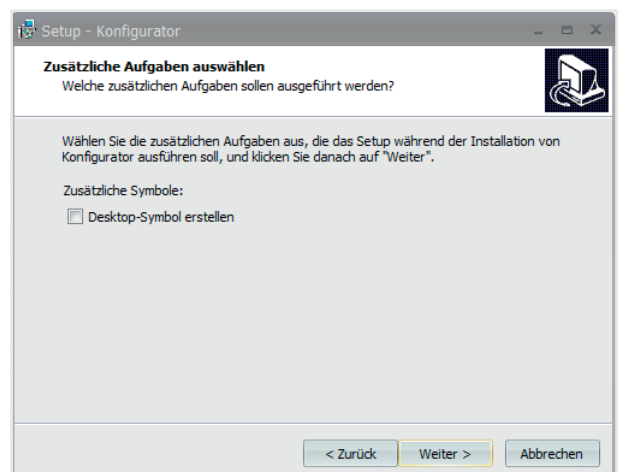 Setup - Konfigurator
Zusätzliche Aufgaben auswählen
Welche zusätzlichen Aufgaben sollen ausgeführt werden?
Wählen Sie die zusätzlichen Aufgaben aus, die das Setup während der Installation von
Konfigurator ausführen soll, und klicken Sie danach auf "Weiter".
Zusätzliche Symbole:
Desktop-Symbol erstellen
< Zurück Weiter > Abbrechen